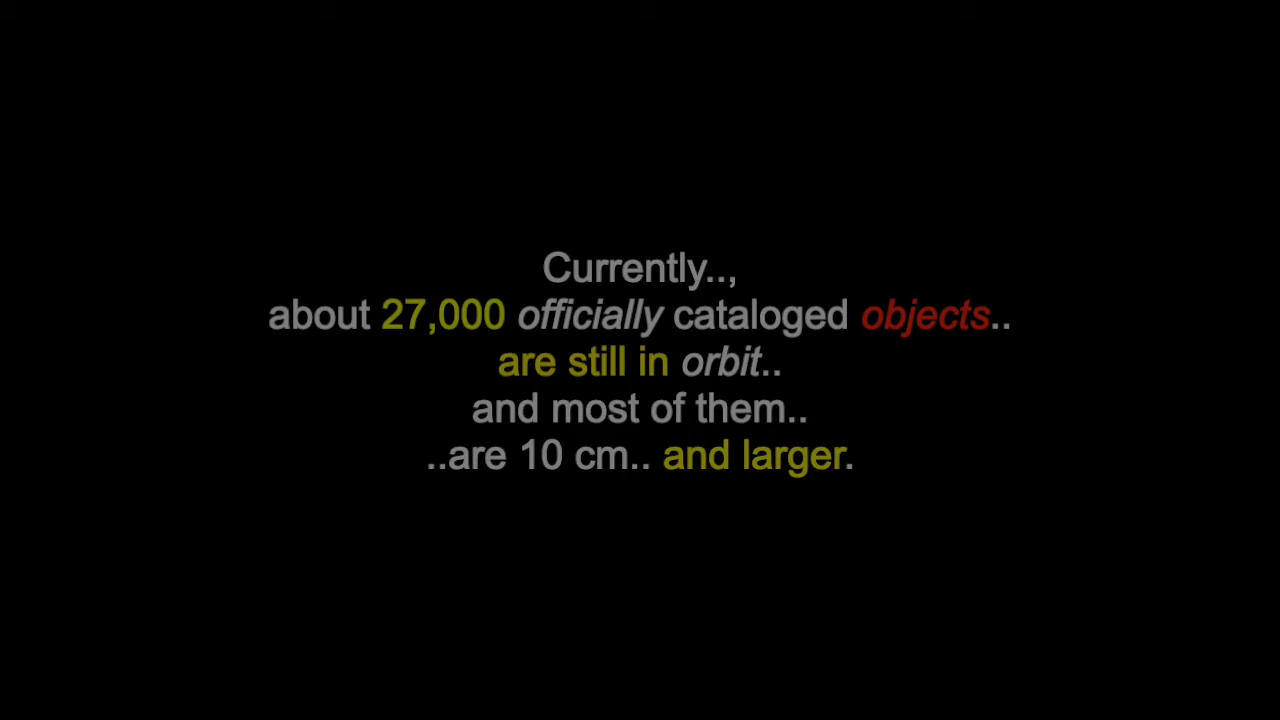 Currently..,
about 27,000 officially cataloged objects..
are still in orbit..
and most of them..
..are 10 cm.. and larger.